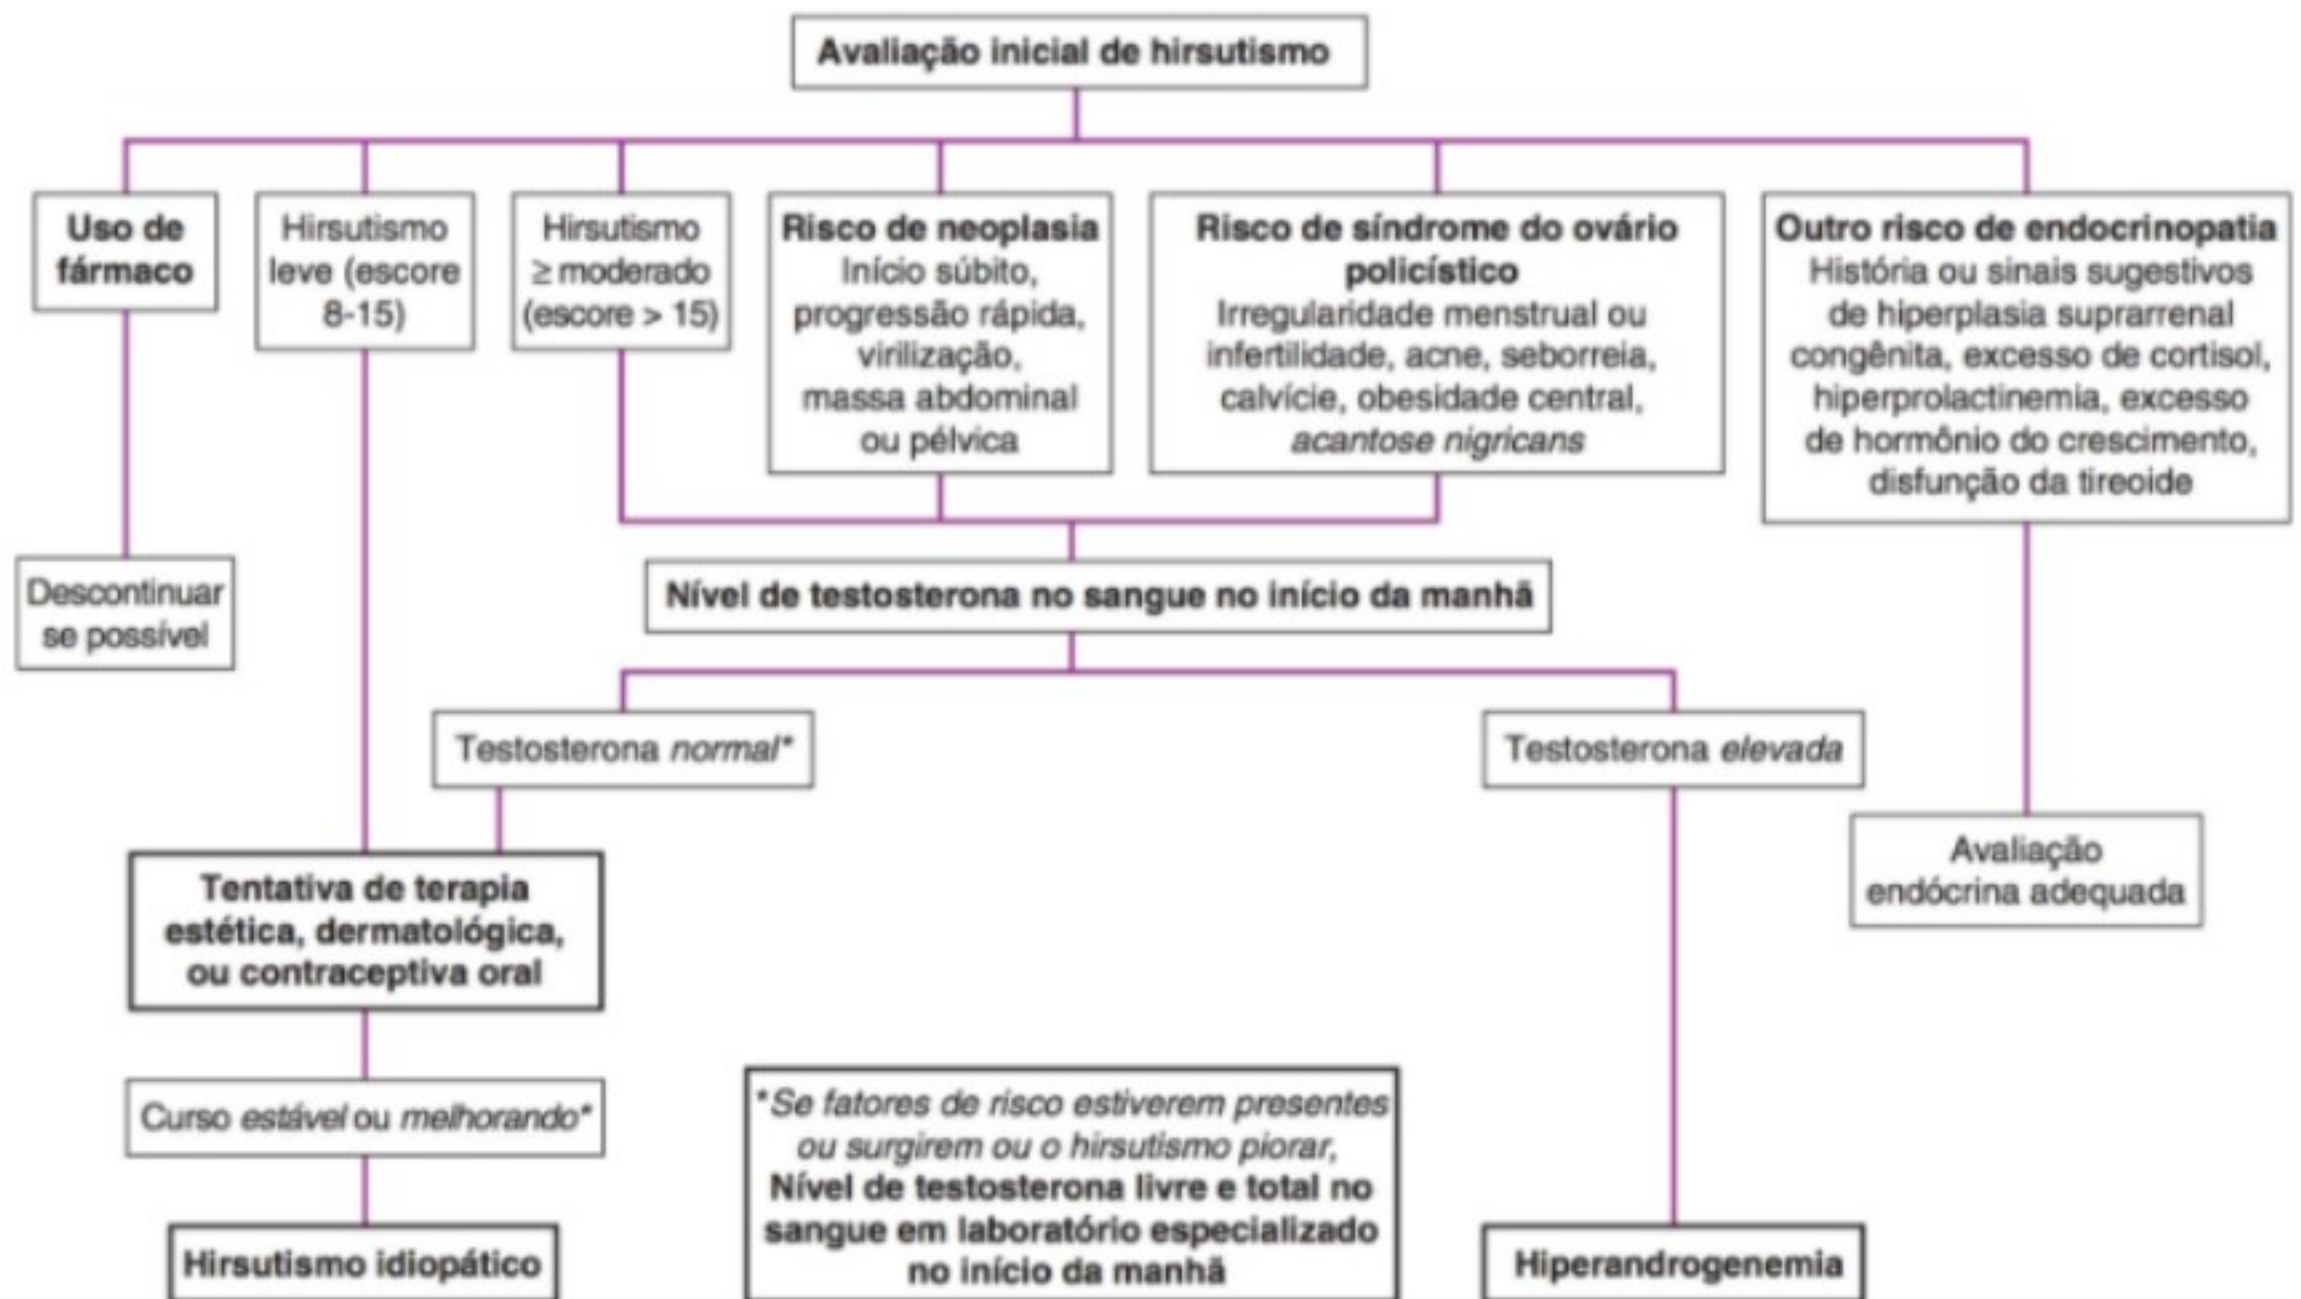 Avaliação inicial de hirsutismo
Uso de
fármaco
Hirsutismo
leve (escore
8-15)
Hirsutismo
≥ moderado
(escore > 15)
Risco de neoplasia
Início súbito,
progressão rápida,
virilização,
massa abdominal
ou pélvica
Risco de síndrome do ovário
policístico
Irregularidade menstrual ou
infertilidade, acne, seborreia,
calvície, obesidade central,
acantose nigricans
Outro risco de endocrinopatia
História ou sinais sugestivos
de hiperplasia suprarrenal
congênita, excesso de cortisol,
hiperprolactinemia, excesso
de hormônio do crescimento,
disfunção da tireoide
Descontinuar
se possível
Nível de testosterona no sangue no início da manhã
Testosterona normal*
Testosterona elevada
Avaliação
endócrina adequada
Tentativa de terapia
estética, dermatológica,
ou contraceptiva oral
Curso estável ou melhorando*
*Se fatores de risco estiverem presentes
ou surgirem ou o hirsutismo piorar,
Nível de testosterona livre e total no
sangue em laboratório especializado
no início da manhã
Hirsutismo idiopático
Hiperandrogenemia